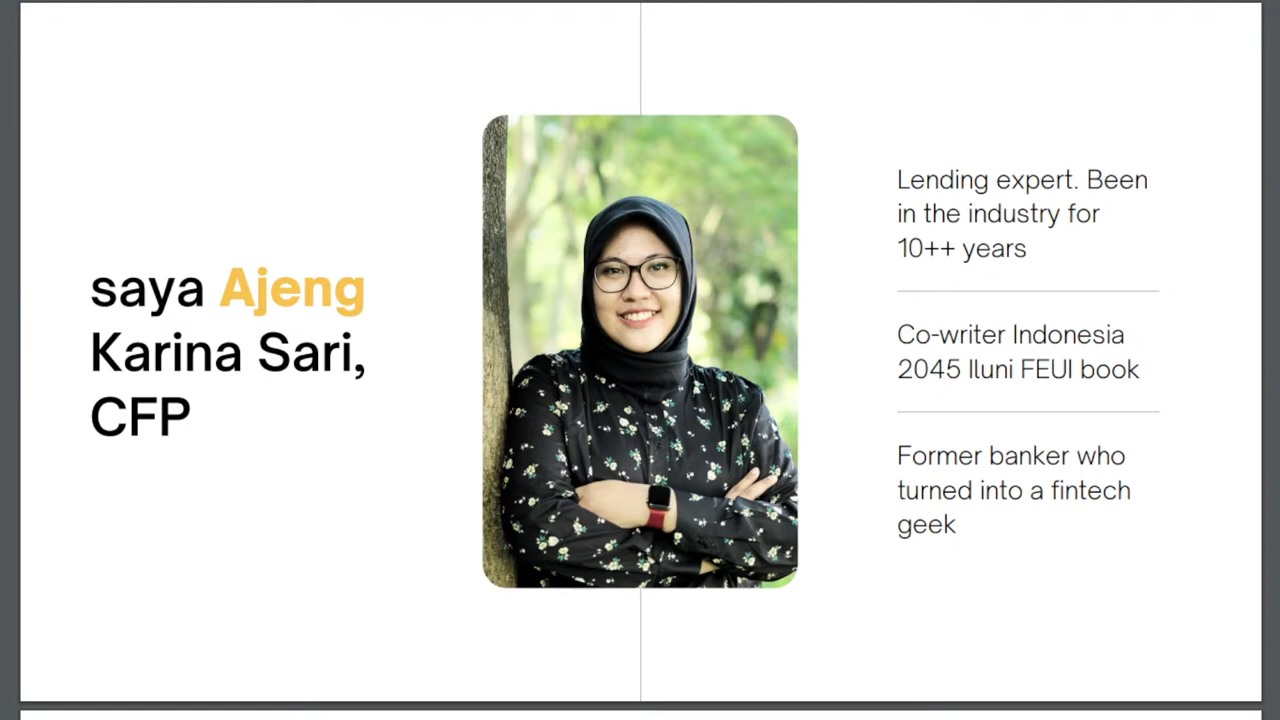 saya Ajeng
Karina Sari,
CFP
Lending expert. Been
in the industry for
10++ years
Co-writer Indonesia
2045 Iluni FEUI book
Former banker who
turned into a fintech
geek